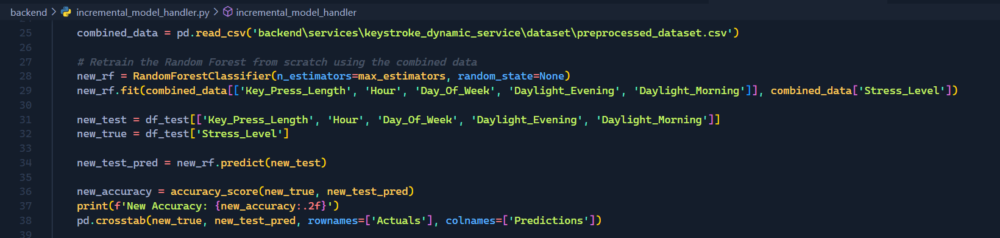 backend > incremental_model_handler.py > incremental_model_handler
24
25 combined_data = pd.read_csv('backend\services\keystroke_dynamic_service\dataset\preprocessed_dataset.csv')
26
27 # Retrain the Random Forest from scratch using the combined data
28 new_rf = RandomForestClassifier(n_estimators=max_estimators, random_state=None)
29 new_rf.fit(combined_data[['Key_Press_Length', 'Hour', 'Day_Of_Week', 'Daylight_Evening', 'Daylight_Morning']], combined_data['Stress_Level'])
30
31 new_test = df_test[['Key_Press_Length', 'Hour', 'Day_Of_Week', 'Daylight_Evening', 'Daylight_Morning']]
32 new_true = df_test['Stress_Level']
33
34 new_test_pred = new_rf.predict(new_test)
35
36 new_accuracy = accuracy_score(new_true, new_test_pred)
37 print(f'New Accuracy: {new_accuracy:.2f}')
38 pd.crosstab(new_true, new_test_pred, rownames=['Actuals'], colnames=['Predictions'])
39